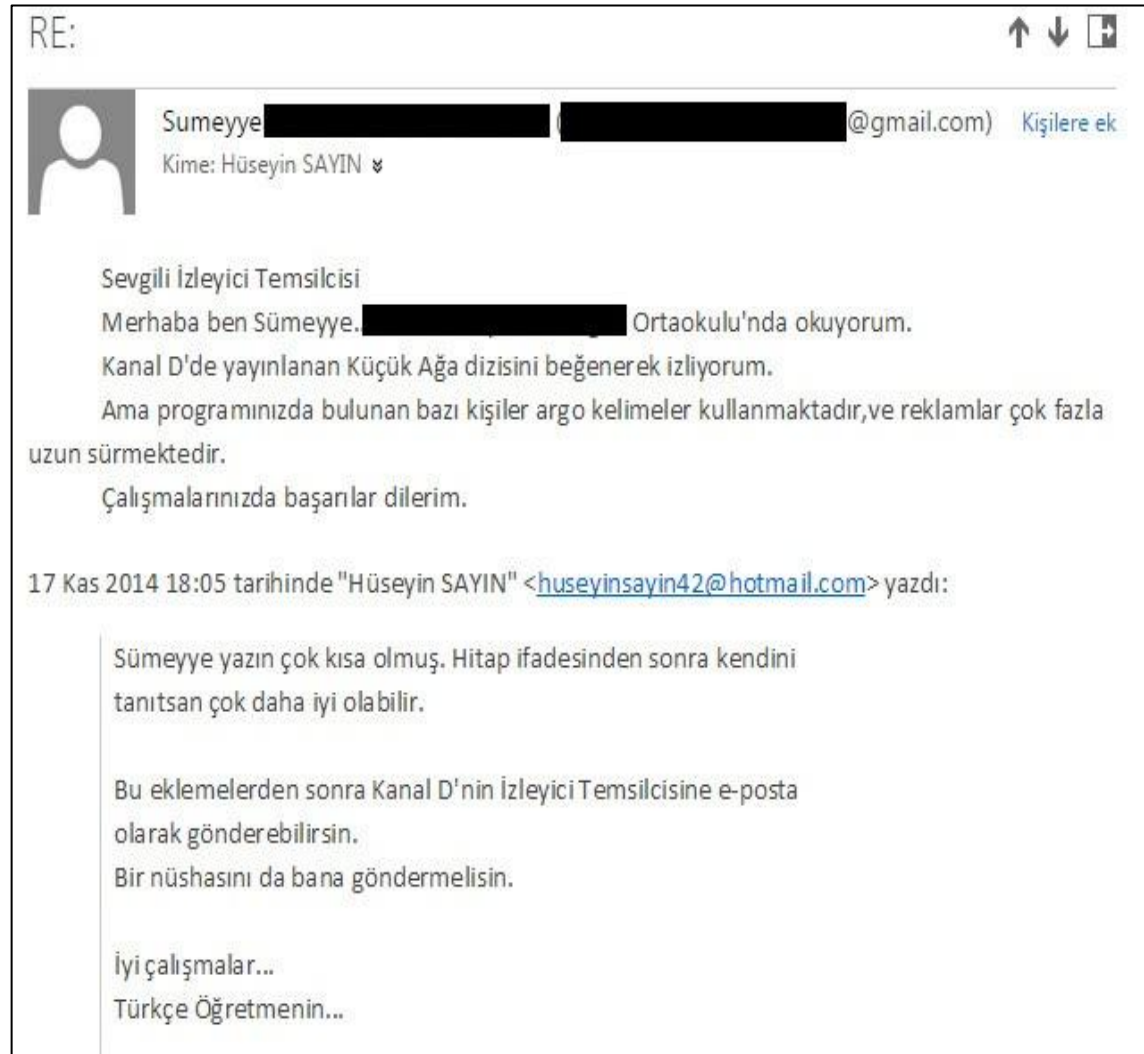 RE:
Sumeyye ( @gmail.com) Kişilere ek
Kime: Hüseyin SAYIN
Sevgili İzleyici Temsilcisi
Merhaba ben Sümeyye.. Ortaokulu'nda okuyorum.
Kanal D'de yayınlanan Küçük Ağa dizisini beğenerek izliyorum.
Ama programınızda bulunan bazı kişiler argo kelimeler kullanmaktadır,ve reklamlar çok fazla
uzun sürmektedir.
Çalışmalarınızda başarılar dilerim.
17 Kas 2014 18:05 tarihinde "Hüseyin SAYIN" <huseyinsayin42@hotmail.com> yazdı:
Sümeyye yazın çok kısa olmuş. Hitap ifadesinden sonra kendini
tanıtsan çok daha iyi olabilir.
Bu eklemelerden sonra Kanal D'nin İzleyici Temsilcisine e-posta
olarak gönderebilirsin.
Bir nüshasını da bana göndermelisin.
İyi çalışmalar...
Türkçe Öğretmenin...